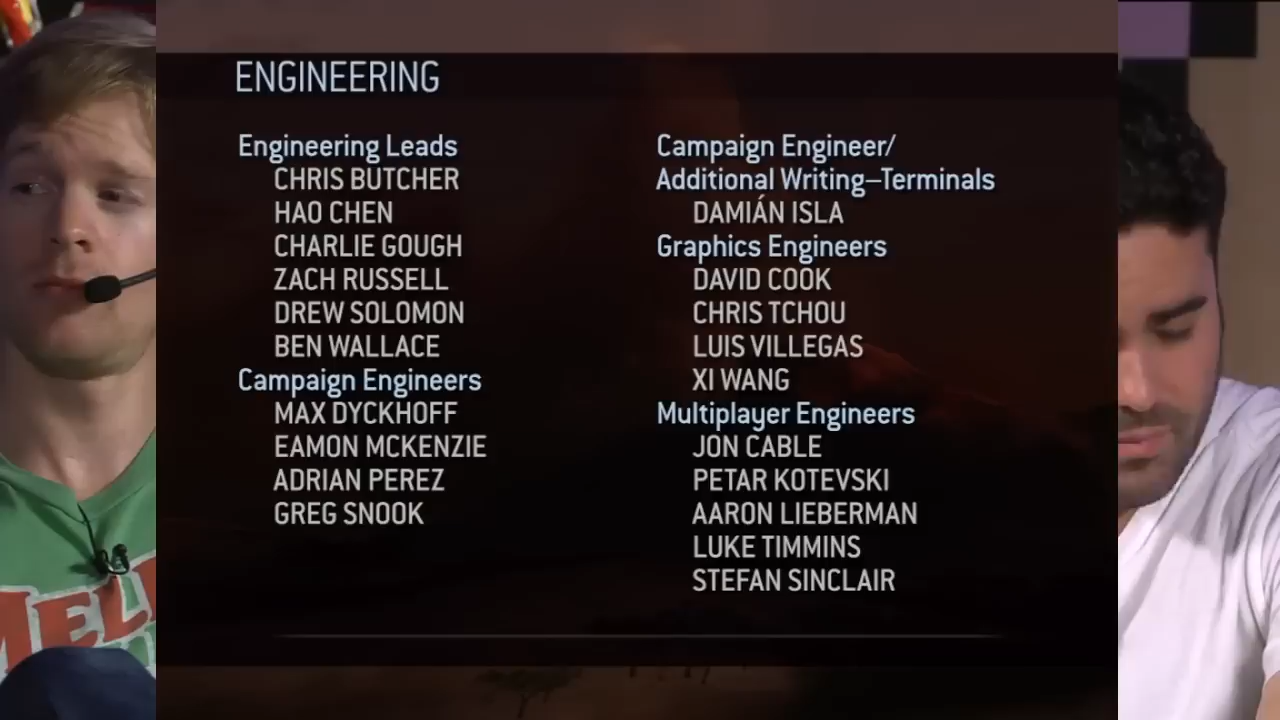 ENGINEERING
Engineering Leads
CHRIS BUTCHER
HAO CHEN
CHARLIE GOUGH
ZACH RUSSELL
DREW SOLOMON
BEN WALLACE
Campaign Engineers
MAX DYCKHOFF
EAMON MCKENZIE
ADRIAN PEREZ
GREG SNOOK
Campaign Engineer/
Additional Writing–Terminals
DAMIÁN ISLA
Graphics Engineers
DAVID COOK
CHRIS TCHOU
LUIS VILLEGAS
XI WANG
Multiplayer Engineers
JON CABLE
PETAR KOTEVSKI
AARON LIEBERMAN
LUKE TIMMINS
STEFAN SINCLAIR